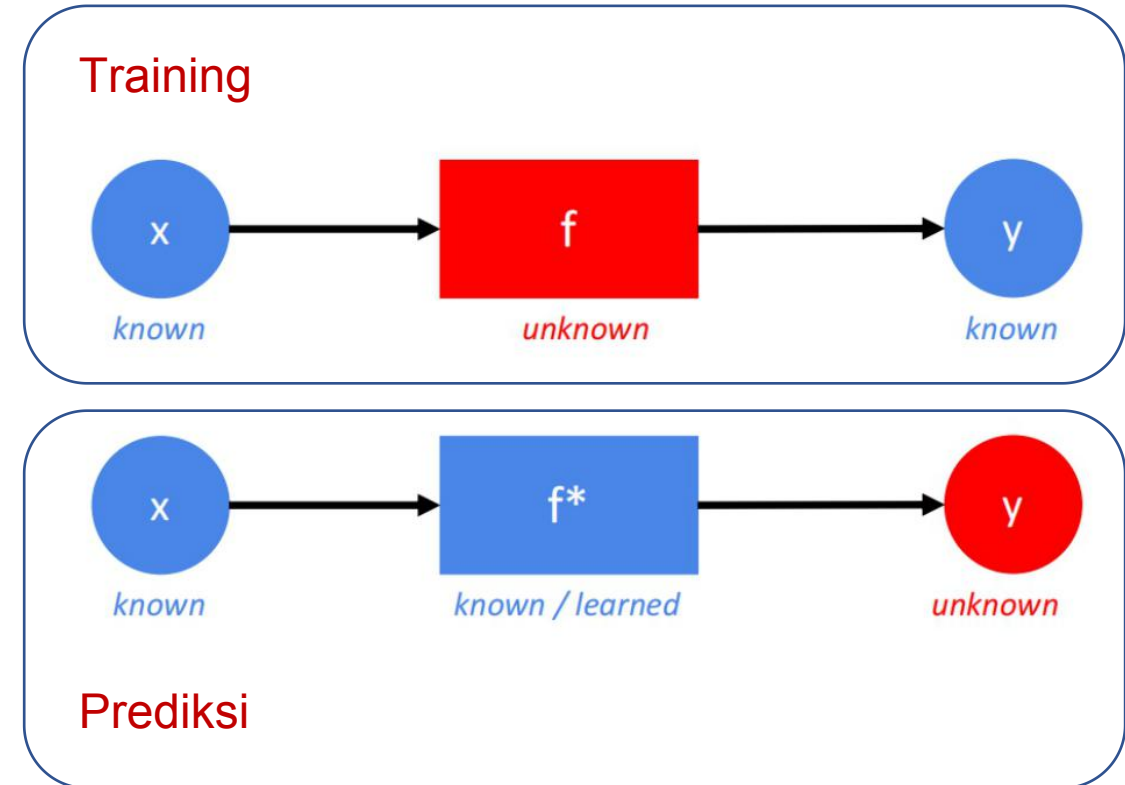 Training
x f y
known unknown known
x f* y
known known / learned unknown
Prediksi